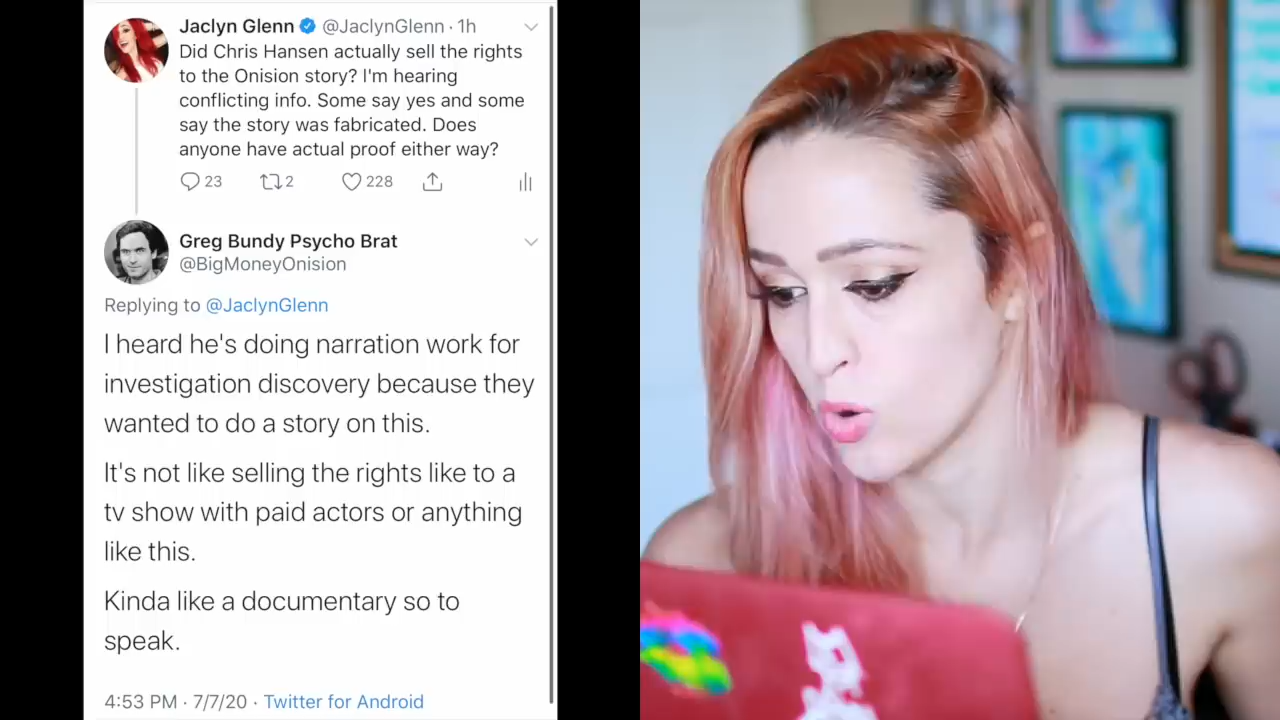 Jaclyn Glenn @JaclynGlenn · 1h
Did Chris Hansen actually sell the rights
to the Onision story? I'm hearing
conflicting info. Some say yes and some
say the story was fabricated. Does
anyone have actual proof either way?
23 2 228
Greg Bundy Psycho Brat
@BigMoneyOnision
Replying to @JaclynGlenn
I heard he's doing narration work for
investigation discovery because they
wanted to do a story on this.
It's not like selling the rights like to a
tv show with paid actors or anything
like this.
Kinda like a documentary so to
speak.
4:53 PM · 7/7/20 · Twitter for Android